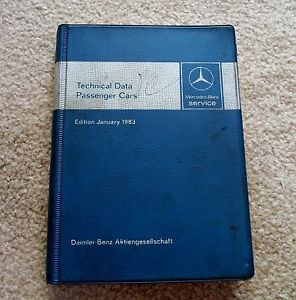 Technical Data
Passenger Cars
Mercedes-Benz
service
Edition January 1983
Daimler-Benz Aktiengesellschaft